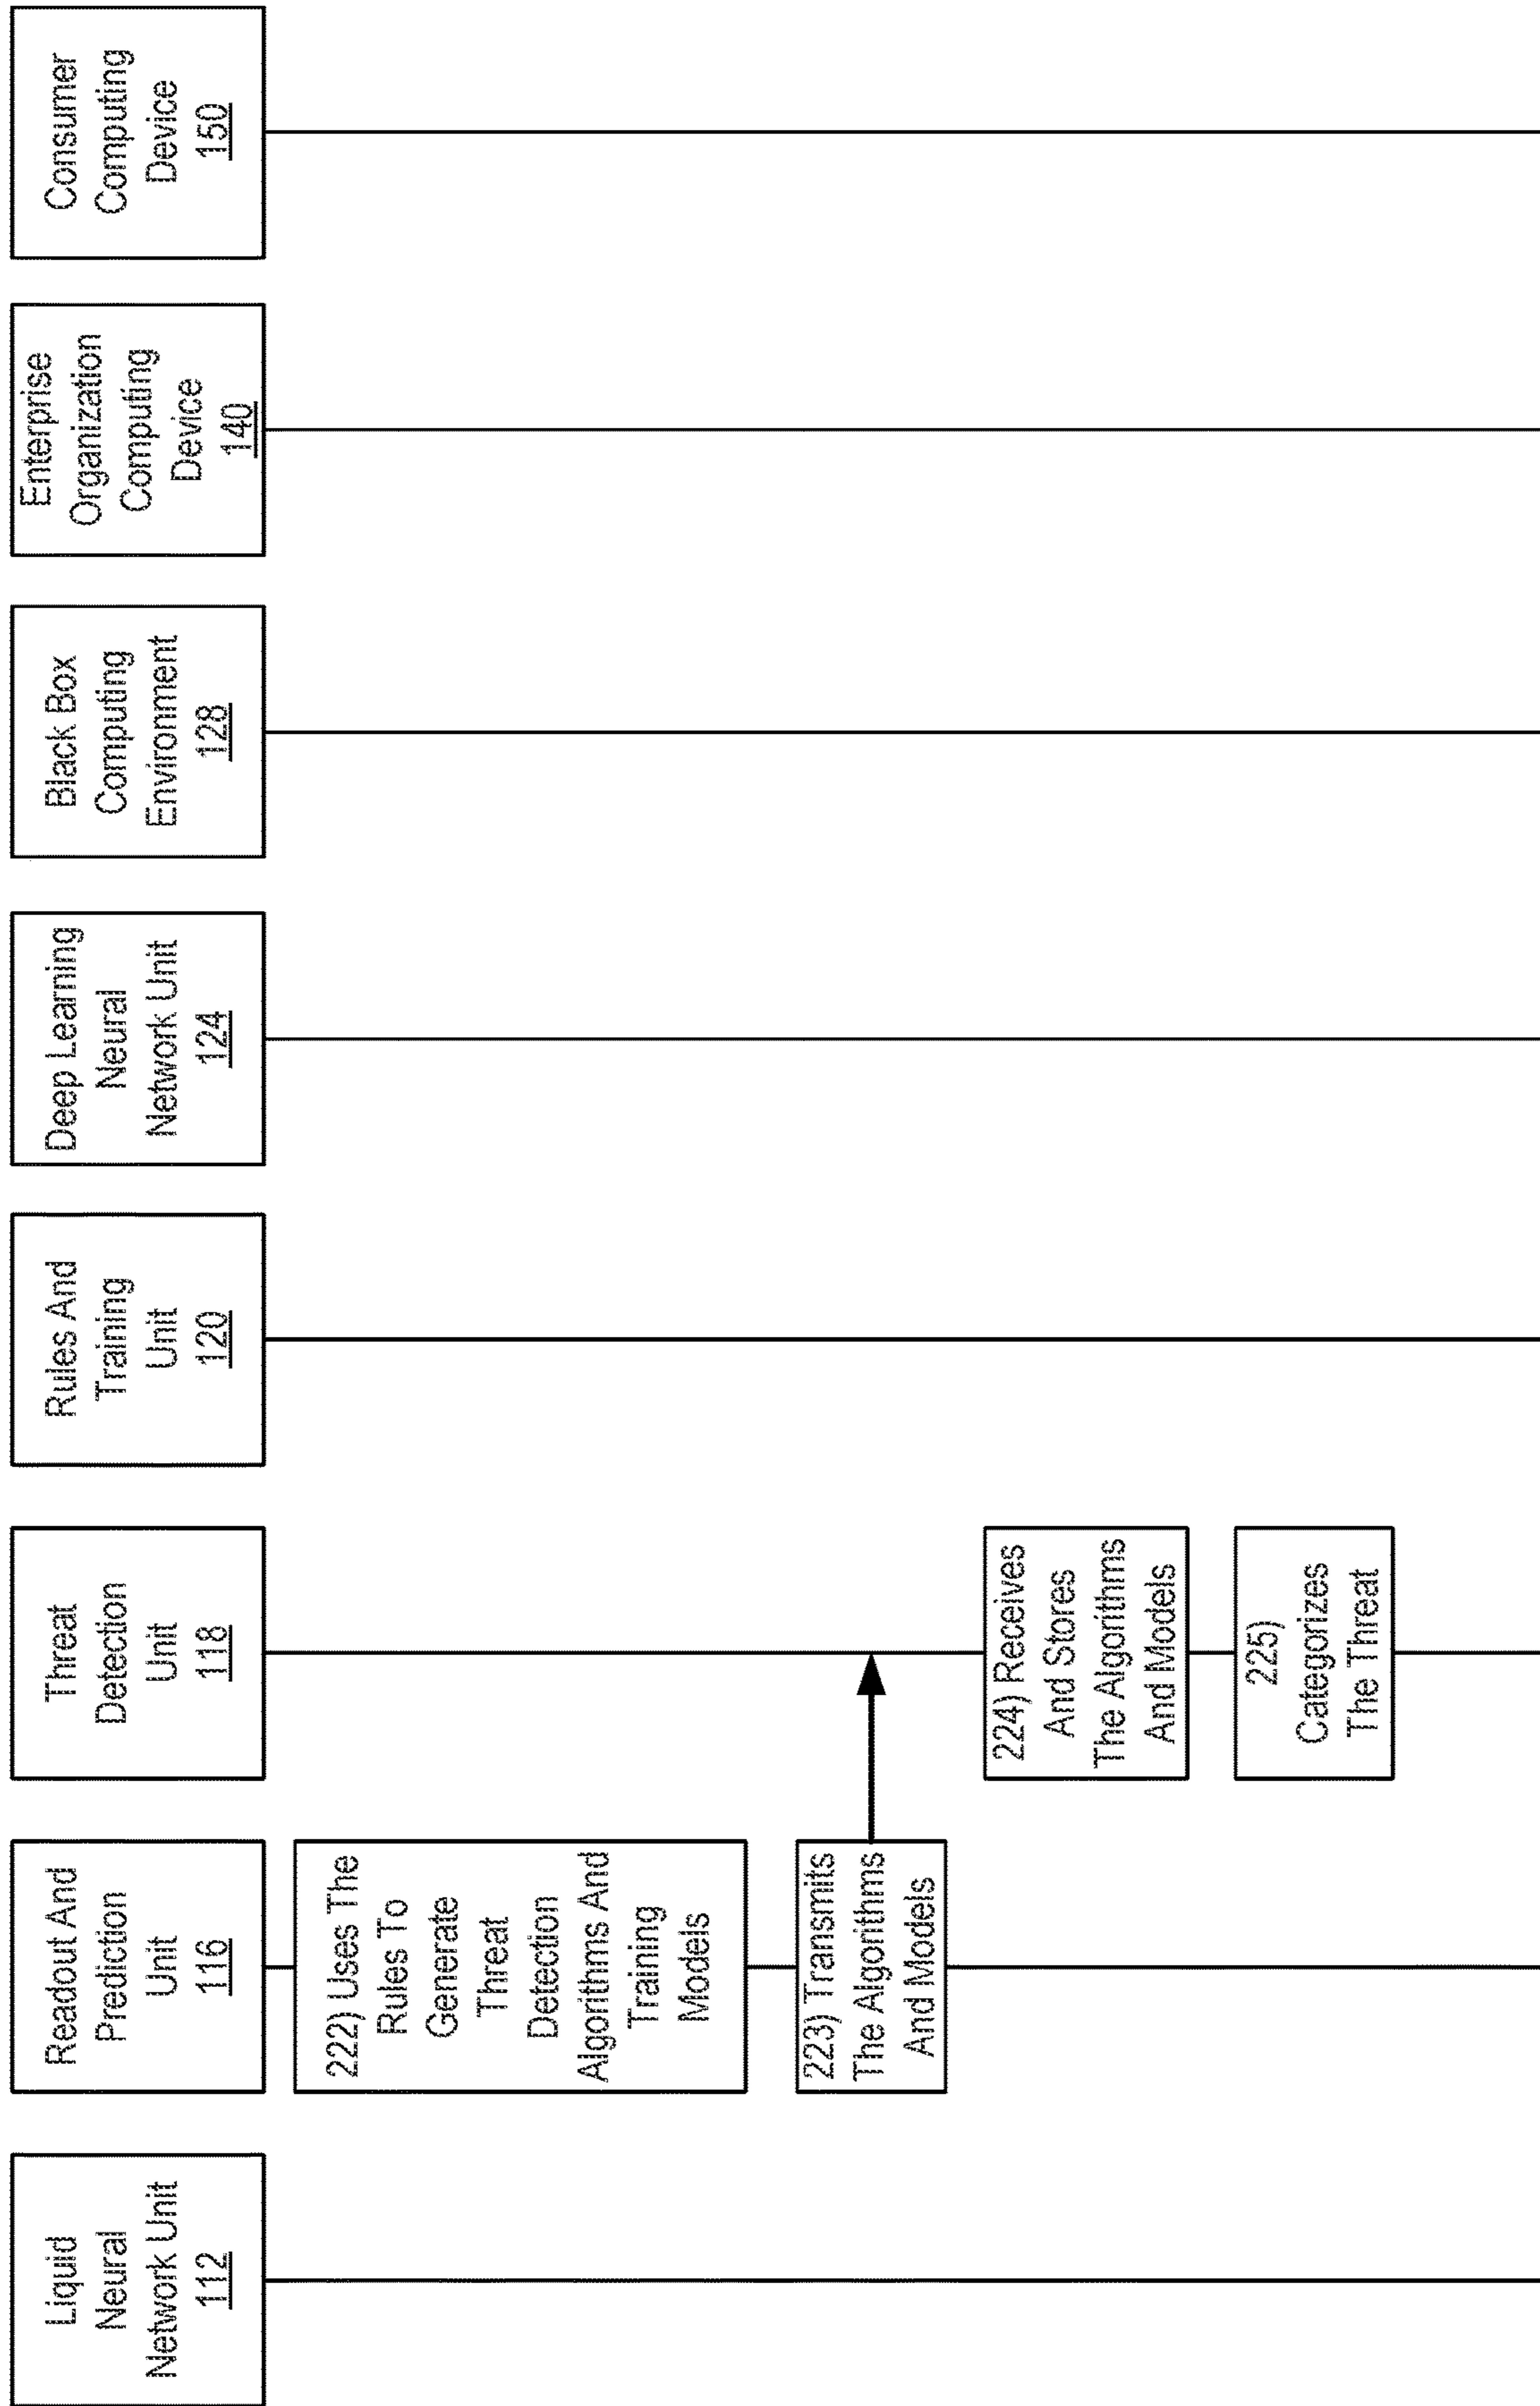 Liquid
Neural
Network Unit
112
Readout And
Prediction
Unit
116
Threat
Detection
Unit
118
Rules And
Training
Unit
120
Deep Learning
Neural
Network Unit
124
Black Box
Computing
Environment
128
Enterprise
Organization
Computing
Device
140
Consumer
Computing
Device
150
222) Uses The
Rules To
Generate
Threat
Detection
Algorithms And
Training
Models
223) Transmits
The Algorithms
And Models
224) Receives
And Stores
The Algorithms
And Models
225)
Categorizes
The Threat